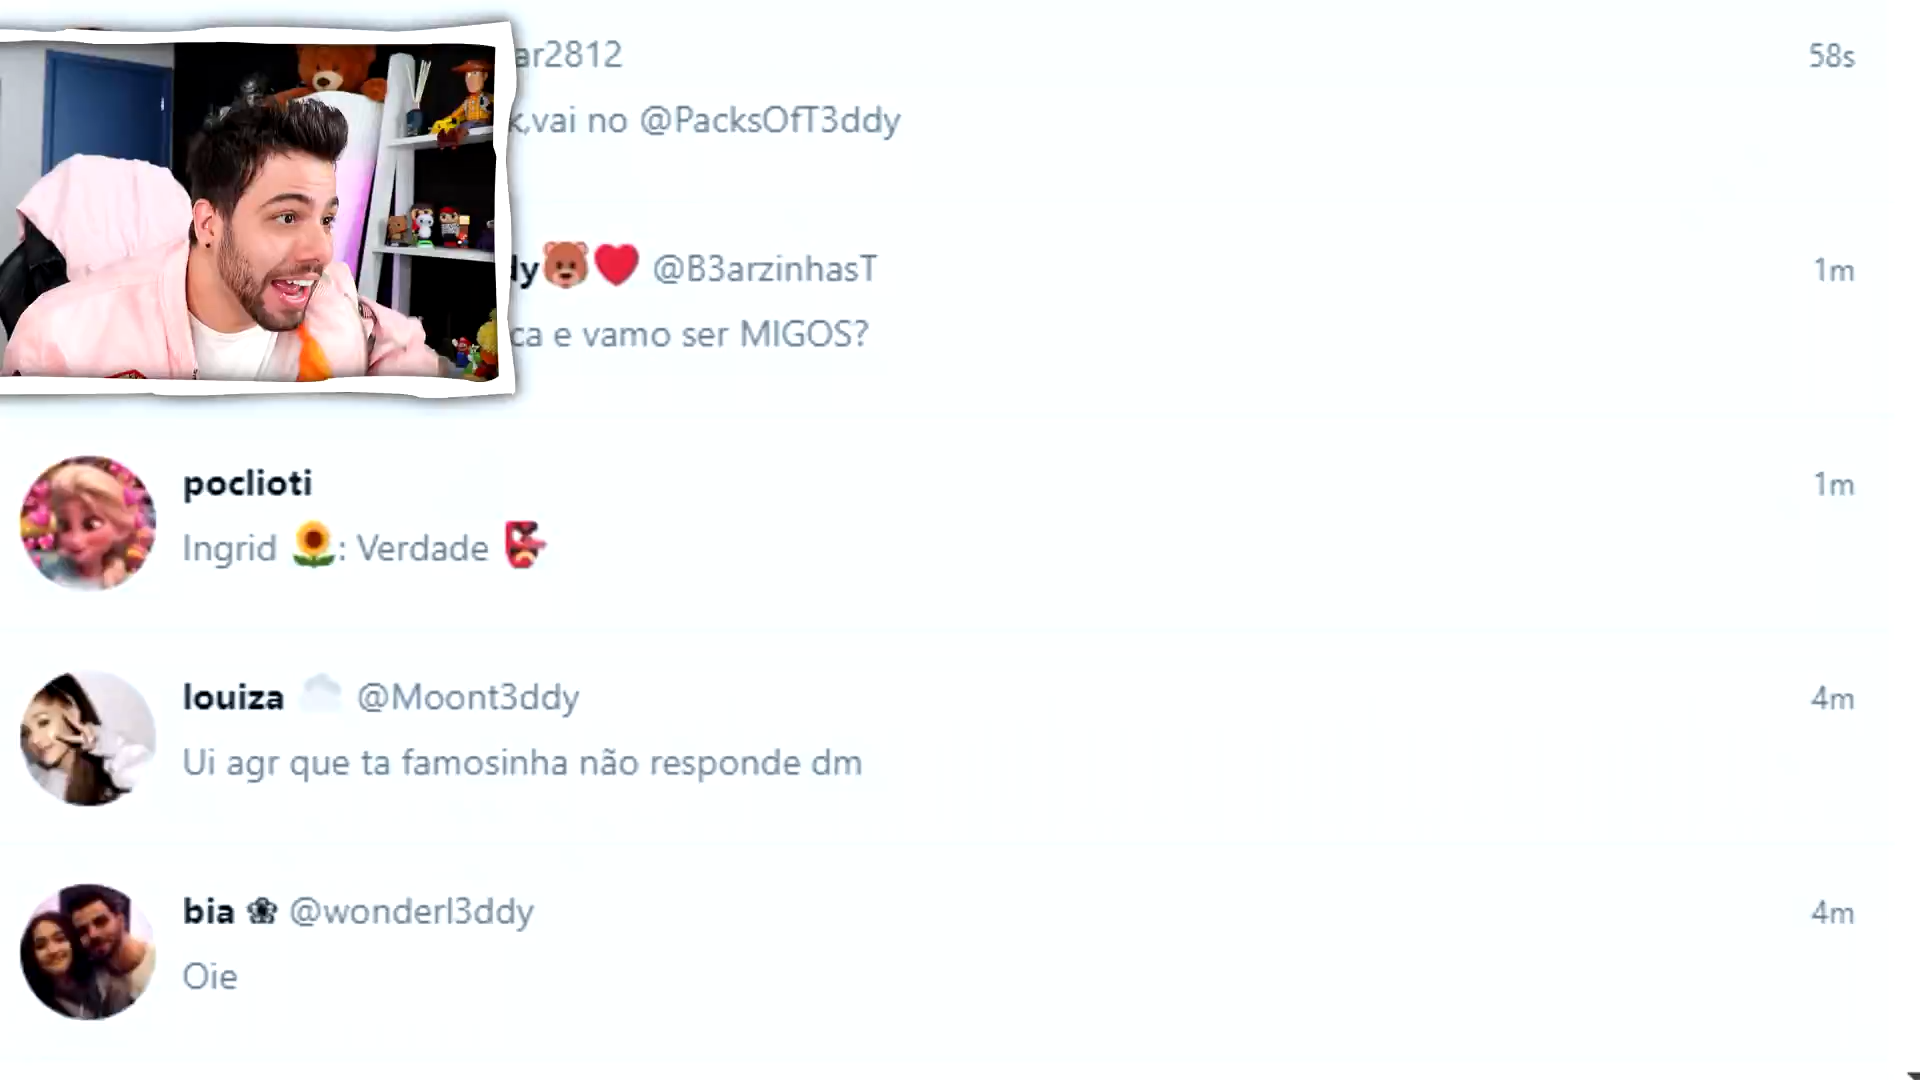 ar2812 58s
,vai no @PacksOfT3ddy
dy🐻❤️ @B3arzinhasT 1m
ca e vamo ser MIGOS?
poclioti 1m
Ingrid 🌻: Verdade 👺
louiza ☁️ @Moont3ddy 4m
Ui agr que ta famosinha não responde dm
bia ❀ @wonderl3ddy 4m
Oie